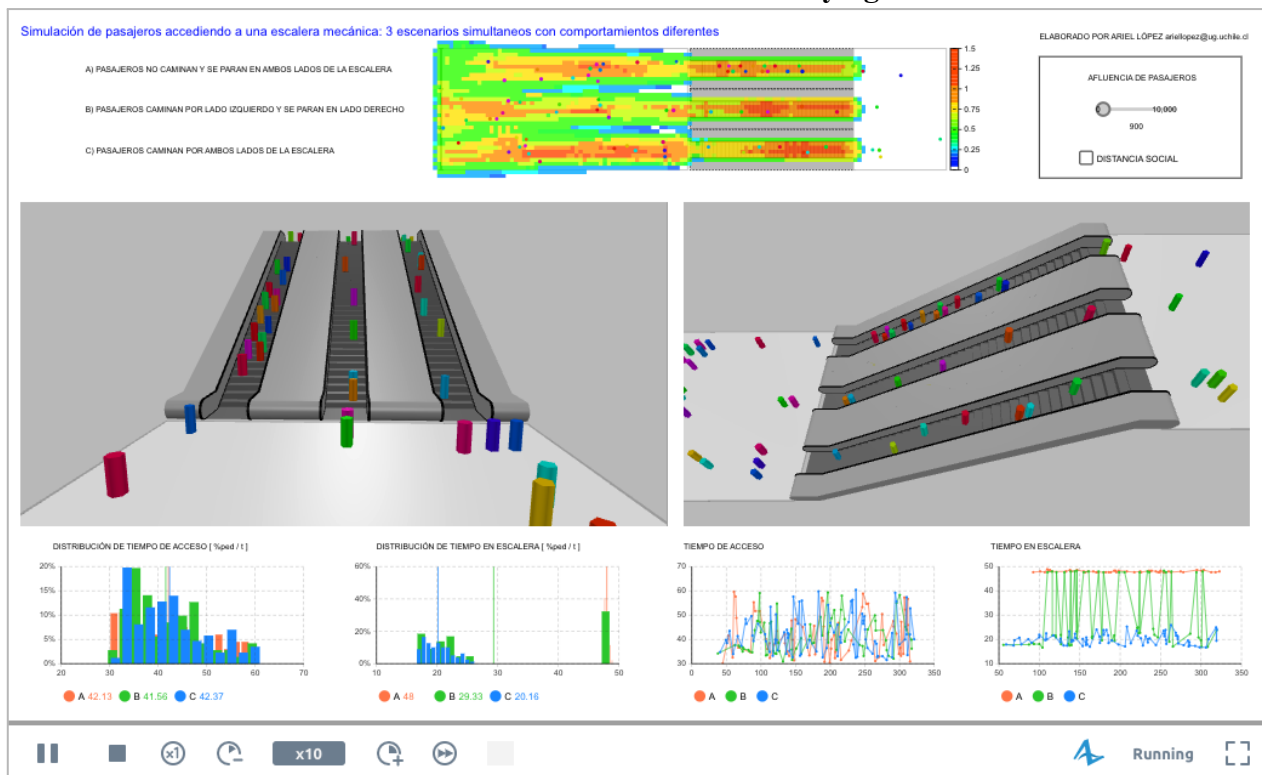 Simulación de pasajeros accediendo a una escalera mecánica: 3 escenarios simultaneos con comportamientos diferentes
ELABORADO POR ARIEL LÓPEZ ariellopez@ug.uchile.cl
A) PASAJEROS NO CAMINAN Y SE PARAN EN AMBOS LADOS DE LA ESCALERA
B) PASAJEROS CAMINAN POR LADO IZQUIERDO Y SE PARAN EN LADO DERECHO
C) PASAJEROS CAMINAN POR AMBOS LADOS DE LA ESCALERA
1.5
1.25
1
0.75
0.5
0.25
0
AFLUENCIA DE PASAJEROS
0 10,000
900
DISTANCIA SOCIAL
DISTRIBUCIÓN DE TIEMPO DE ACCESO [ %ped / t ]
20%
15%
10%
5%
0%
20 30 40 50 60 70
A 42.13 B 41.56 C 42.37
DISTRIBUCIÓN DE TIEMPO EN ESCALERA [ %ped / t ]
60%
40%
20%
0%
10 20 30 40 50
A 48 B 29.33 C 20.16
TIEMPO DE ACCESO
70
60
50
40
30
0 50 100 150 200 250 300 350
A B C
TIEMPO EN ESCALERA
50
40
30
20
10
50 100 150 200 250 300 350
A B C
x1
x10
Running